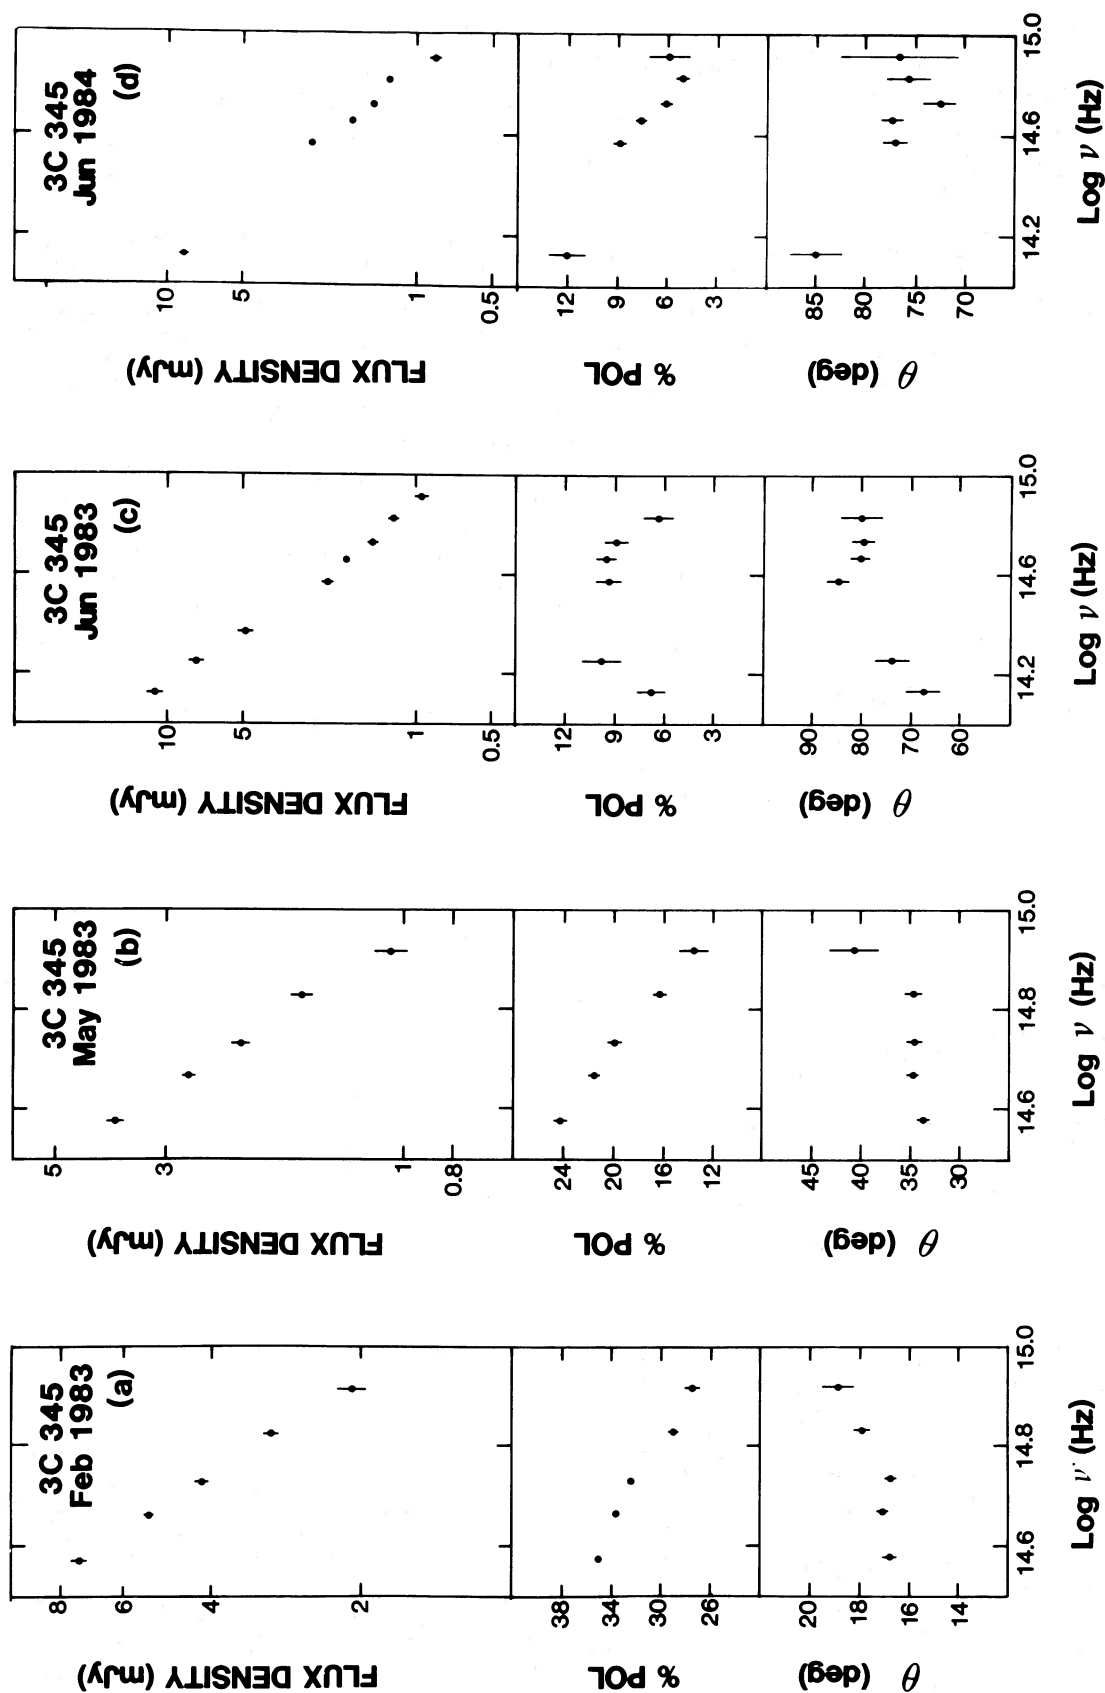 3C 345
Feb 1983
(a)
FLUX DENSITY (mJy)
8
6
4
2
% POL
38
34
30
26
θ (deg)
20
18
16
14
14.6
14.8
15.0
Log ν (Hz)
3C 345
May 1983
(b)
FLUX DENSITY (mJy)
5
3
1
0.8
% POL
24
20
16
12
θ (deg)
45
40
35
30
14.6
14.8
15.0
Log ν (Hz)
3C 345
Jun 1983
(c)
FLUX DENSITY (mJy)
10
5
1
0.5
% POL
12
9
6
3
θ (deg)
90
80
70
60
14.2
14.6
15.0
Log ν (Hz)
3C 345
Jun 1984
(d)
FLUX DENSITY (mJy)
10
5
1
0.5
% POL
12
9
6
3
θ (deg)
85
80
75
70
14.2
14.6
15.0
Log ν (Hz)